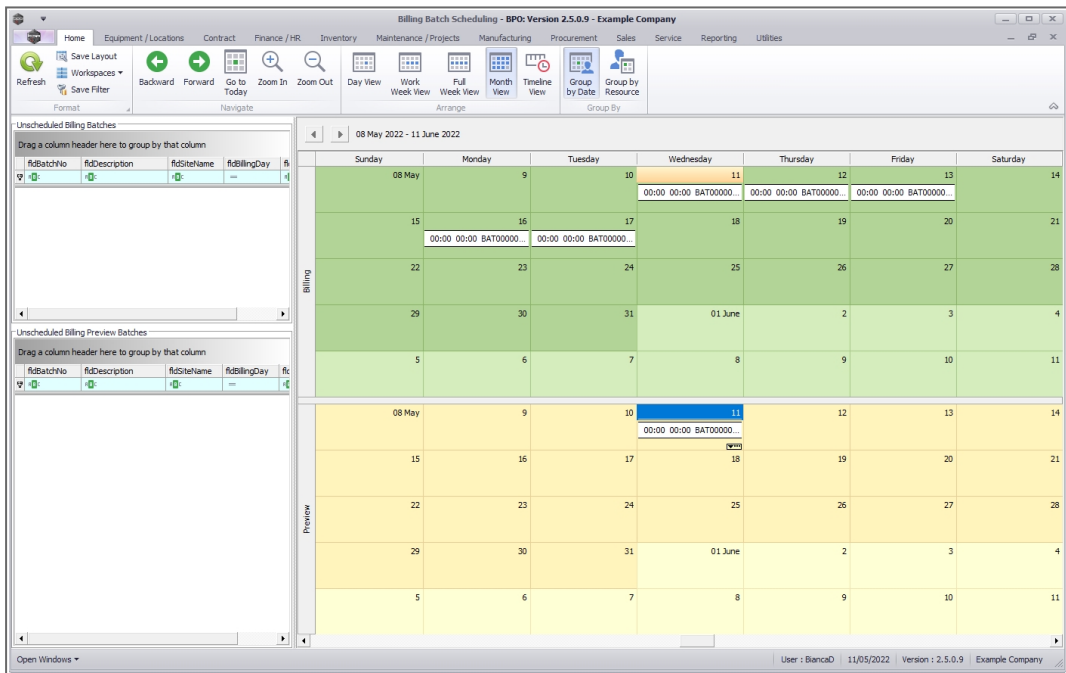 Billing Batch Scheduling - BPO: Version 2.5.0.9 - Example Company
Home Equipment / Locations Contract Finance / HR Inventory Maintenance / Projects Manufacturing Procurement Sales Service Reporting Utilities
Refresh
Save Layout
Workspaces
Save Filter
Backward
Forward
Go to
Today
Zoom In
Zoom Out
Day View
Work
Week View
Full
Week View
Month
View
Timeline
View
Group
by Date
Group by
Resource
Format Navigate Arrange Group By
Unscheduled Billing Batches
Drag a column header here to group by that column
fldBatchNo fldDescription fldSiteName fldBillingDay
Unscheduled Billing Preview Batches
Drag a column header here to group by that column
fldBatchNo fldDescription fldSiteName fldBillingDay
08 May 2022 - 11 June 2022
Sunday Monday Tuesday Wednesday Thursday Friday Saturday
Billing
08 May 9 10 11 12 13 14
00:00 00:00 BAT00000... 00:00 00:00 BAT00000... 00:00 00:00 BAT00000...
15 16 17 18 19 20 21
00:00 00:00 BAT00000... 00:00 00:00 BAT00000...
22 23 24 25 26 27 28
29 30 31 01 June 2 3 4
5 6 7 8 9 10 11
Preview
08 May 9 10 11 12 13 14
00:00 00:00 BAT00000...
15 16 17 18 19 20 21
22 23 24 25 26 27 28
29 30 31 01 June 2 3 4
5 6 7 8 9 10 11
Open Windows
User : BiancaD 11/05/2022 Version : 2.5.0.9 Example Company